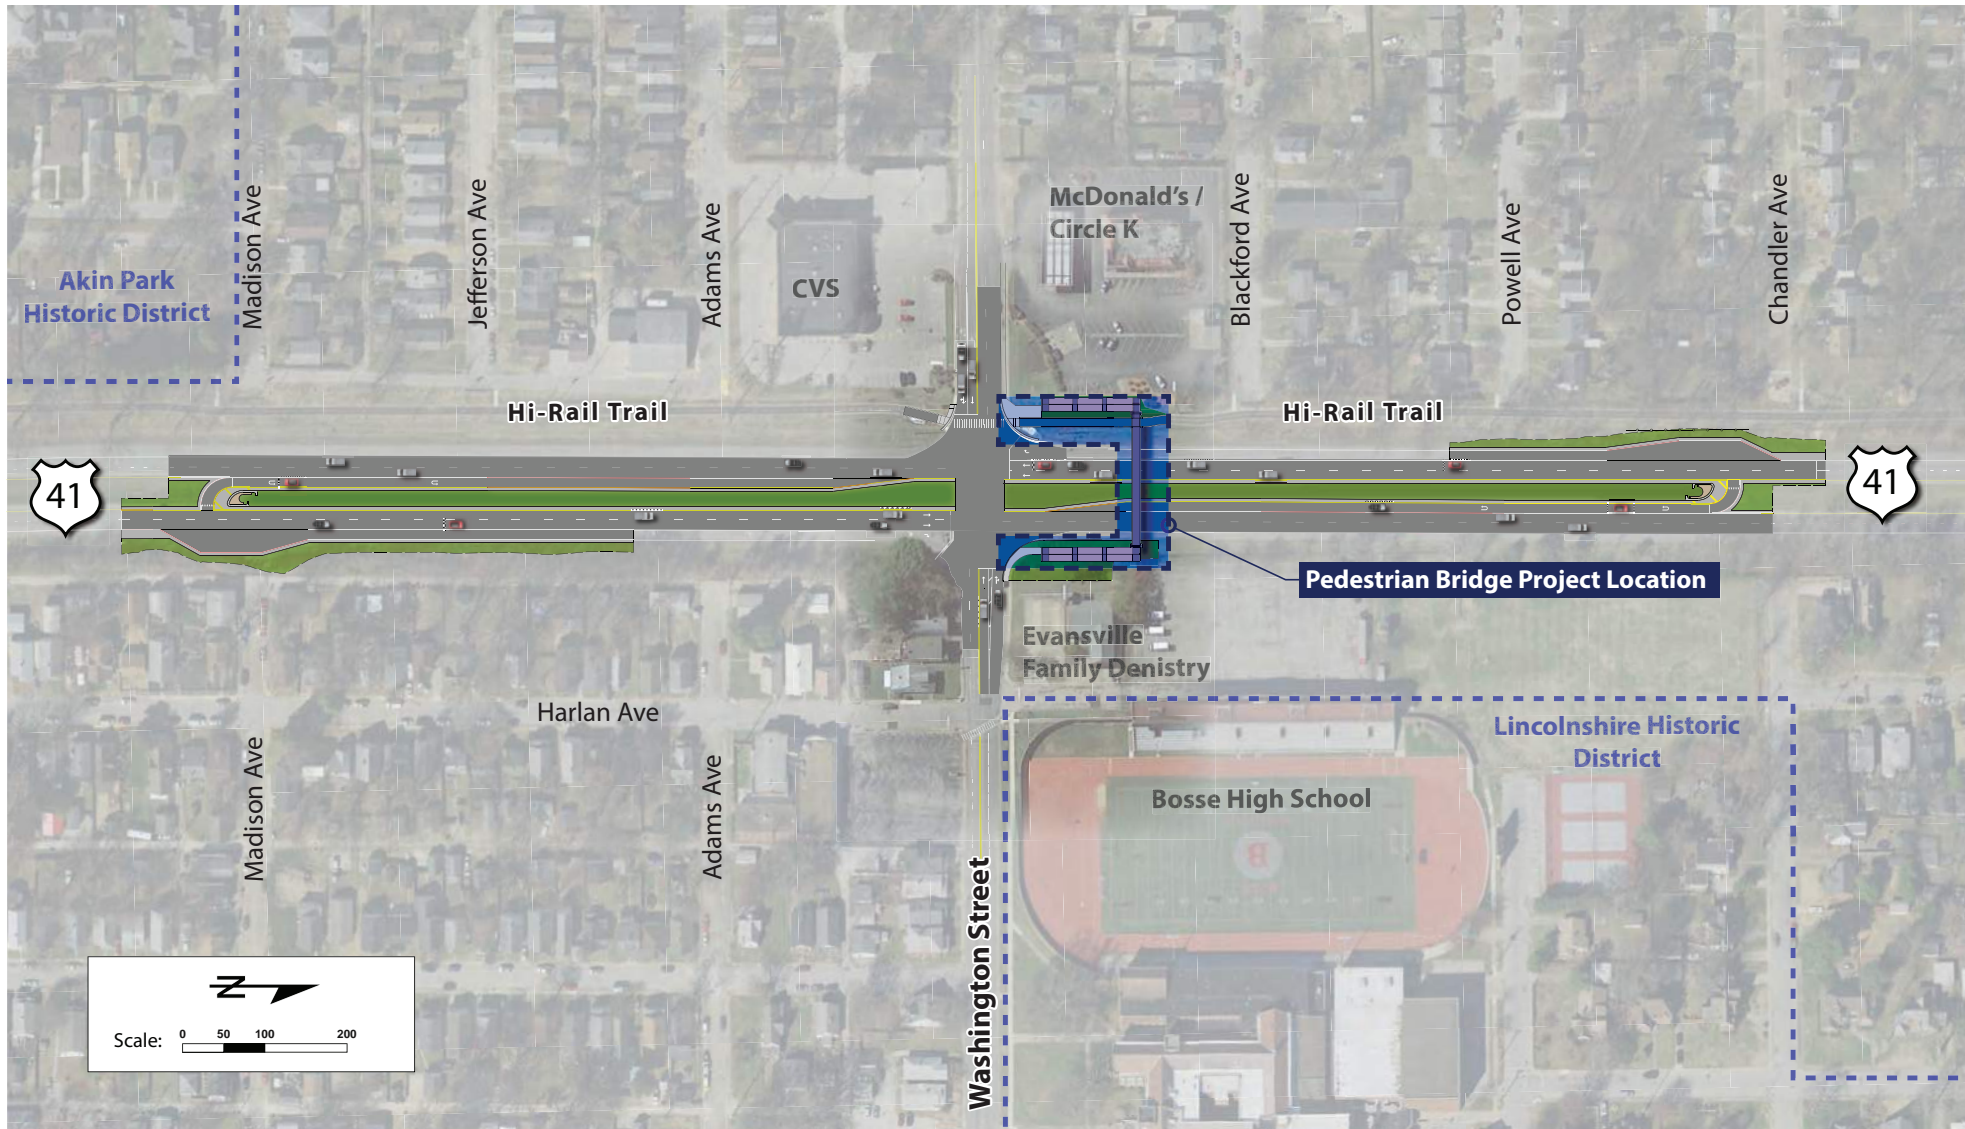 Madison Ave
Jefferson Ave
Adams Ave
McDonald's /
Circle K
Blackford Ave
Powell Ave
Chandler Ave
Akin Park
Historic District
CVS
Hi-Rail Trail
Hi-Rail Trail
41
41
Pedestrian Bridge Project Location
Evansville
Family Denistry
Harlan Ave
Lincolnshire Historic
District
Madison Ave
Adams Ave
Bosse High School
B
Washington Street
N
Scale:
0 50 100 200